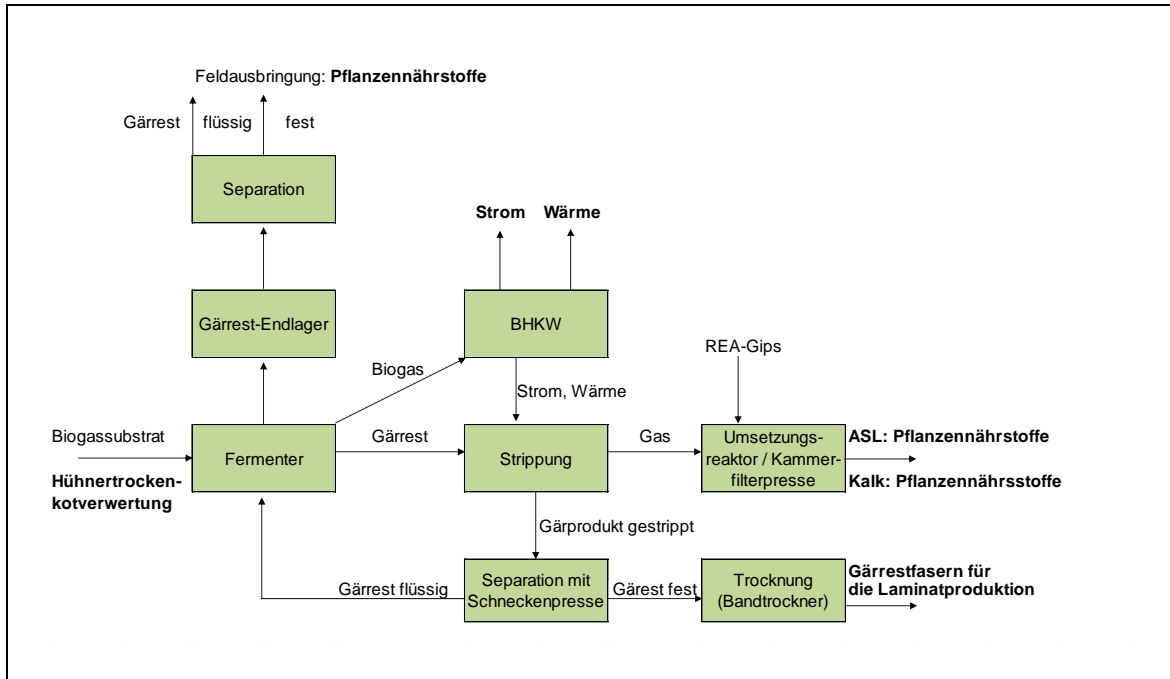 Feldausbringung: Pflanzennährstoffe
Gärrest flüssig fest
Separation
Strom Wärme
Gärrest-Endlager
BHKW
REA-Gips
Biogas
Strom, Wärme
Biogassubstrat
Hühnertrocken-
kotverwertung
Fermenter
Gärrest
Strippung
Gas
Umsetzungs-
reaktor / Kammer-
filterpresse
ASL: Pflanzennährstoffe
Kalk: Pflanzennährsstoffe
Gärprodukt gestrippt
Gärrest flüssig
Separation mit
Schneckenpresse
Gärest fest
Trocknung
(Bandtrockner)
Gärrestfasern für
die Laminatproduktion